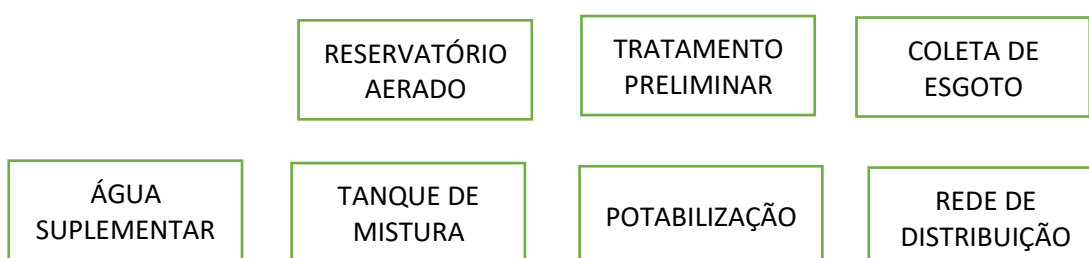 RESERVATÓRIO
AERADO
TRATAMENTO
PRELIMINAR
COLETA DE
ESGOTO
ÁGUA
SUPLEMENTAR
TANQUE DE
MISTURA
POTABILIZAÇÃO
REDE DE
DISTRIBUIÇÃO